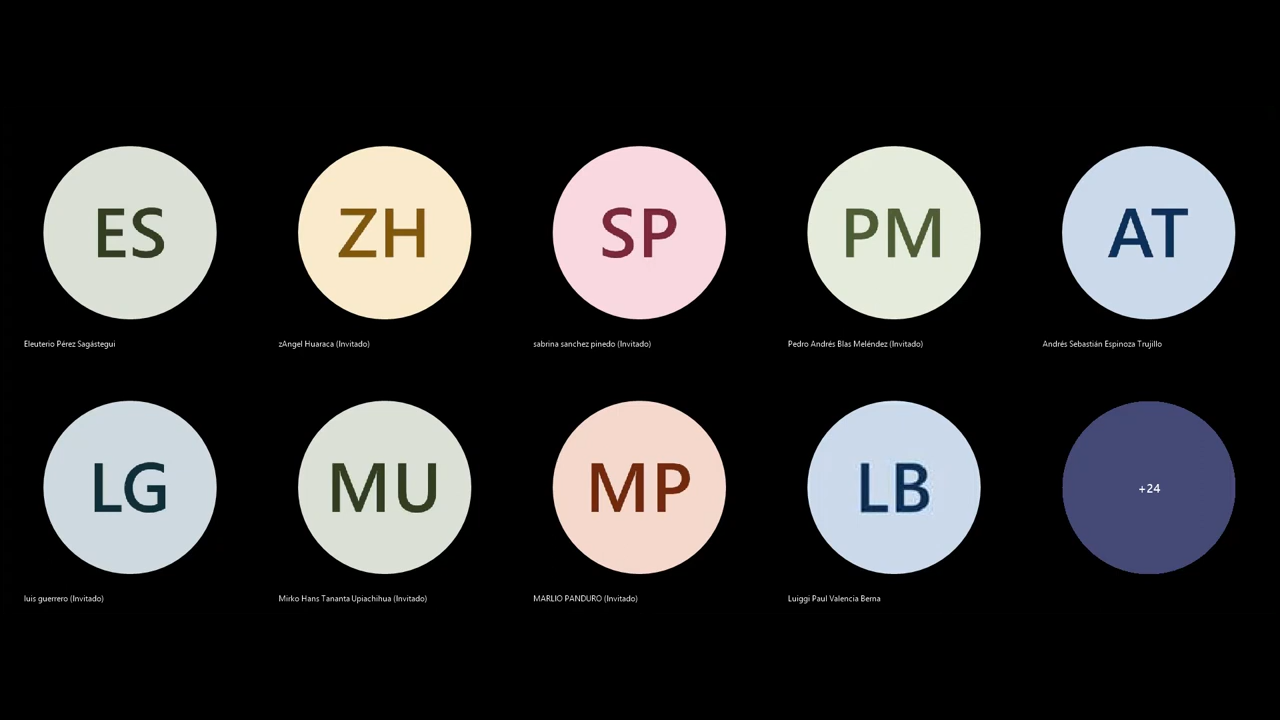 ES
ZH
SP
PM
AT
Eleuterio Pérez Sagástegui
zAngel Huaraca (Invitado)
sabrina sanchez pinedo (Invitado)
Pedro Andrés Blas Meléndez (Invitado)
Andrés Sebastián Espinoza Trujillo
LG
MU
MP
LB
+24
luis guerrero (Invitado)
Mirko Hans Tananta Upiachihua (Invitado)
MARLIO PANDURO (Invitado)
Luiggi Paul Valencia Berna